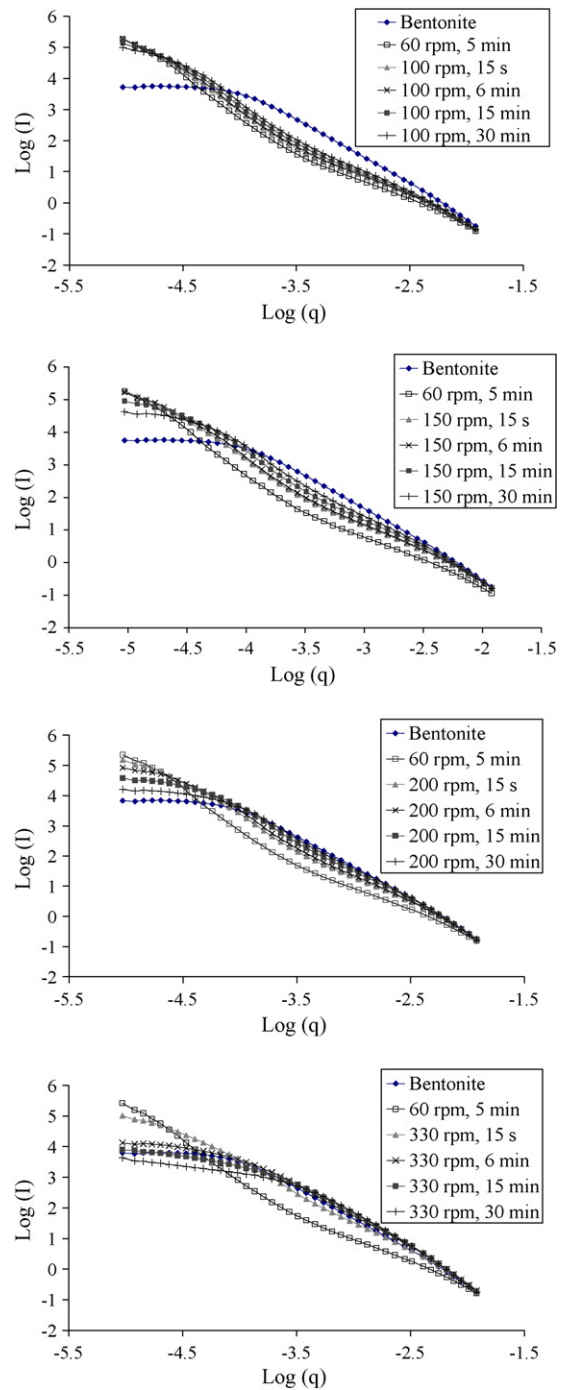 6
5
4
3
2
1
0
-1
-2
Log (I)
-5.5 -4.5 -3.5 -2.5 -1.5
Log (q)
Bentonite
60 rpm, 5 min
100 rpm, 15 s
100 rpm, 6 min
100 rpm, 15 min
100 rpm, 30 min
6
5
4
3
2
1
0
-1
-2
Log (I)
-5.5 -5 -4.5 -4 -3.5 -3 -2.5 -2 -1.5
Log (q)
Bentonite
60 rpm, 5 min
150 rpm, 15 s
150 rpm, 6 min
150 rpm, 15 min
150 rpm, 30 min
6
5
4
3
2
1
0
-1
-2
Log (I)
-5.5 -4.5 -3.5 -2.5 -1.5
Log (q)
Bentonite
60 rpm, 5 min
200 rpm, 15 s
200 rpm, 6 min
200 rpm, 15 min
200 rpm, 30 min
6
5
4
3
2
1
0
-1
-2
Log (I)
-5.5 -4.5 -3.5 -2.5 -1.5
Log (q)
Bentonite
60 rpm, 5 min
330 rpm, 15 s
330 rpm, 6 min
330 rpm, 15 min
330 rpm, 30 min